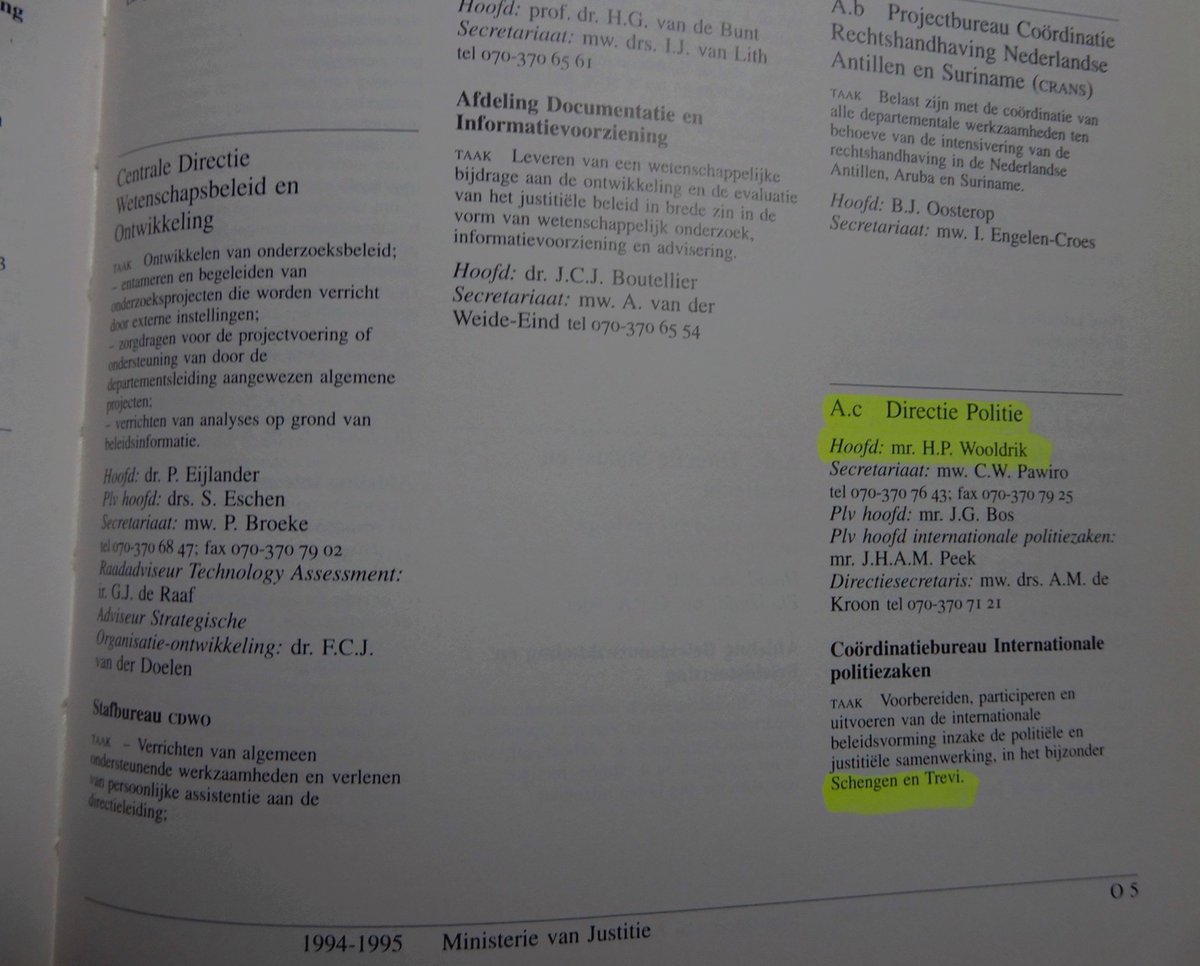 Centrale Directie
Wetenschapsbeleid en
Ontwikkeling
TAAK Ontwikkelen van onderzoeksbeleid;
- entameren en begeleiden van
onderzoeksprojecten die worden verricht
door externe instellingen;
- zorgdragen voor de projectvoering of
ondersteuning van door de
departementsleiding aangewezen algemene
projecten;
- verrichten van analyses op grond van
beleidsinformatie.
Hoofd: dr. P. Eijlander
Plv hoofd: drs. S. Eschen
Secretariaat: mw. P. Broeke
tel 070-370 68 47; fax 070-370 79 02
Raadadviseur Technology Assessment:
ir. G.J. de Raaf
Adviseur Strategische
Organisatie-ontwikkeling: dr. F.C.J.
van der Doelen
Stafbureau CDWO
TAAK - Verrichten van algemeen
ondersteunende werkzaamheden en verlenen
van persoonlijke assistentie aan de
directieleiding;
Hoofd: prof. dr. H.G. van de Bunt
Secretariaat: mw. drs. I.J. van Lith
tel 070-370 65 61
Afdeling Documentatie en
Informatievoorziening
TAAK Leveren van een wetenschappelijke
bijdrage aan de ontwikkeling en de evaluatie
van het justitiële beleid in brede zin in de
vorm van wetenschappelijk onderzoek,
informatievoorziening en advisering.
Hoofd: dr. J.C.J. Boutellier
Secretariaat: mw. A. van der
Weide-Eind tel 070-370 65 54
A.b Projectbureau Coördinatie
Rechtshandhaving Nederlandse
Antillen en Suriname (CRANS)
TAAK Belast zijn met de coördinatie van
alle departementale werkzaamheden ten
behoeve van de intensivering van de
rechtshandhaving in de Nederlandse
Antillen, Aruba en Suriname.
Hoofd: B.J. Oosterop
Secretariaat: mw. I. Engelen-Croes
A.c Directie Politie
Hoofd: mr. H.P. Wooldrik
Secretariaat: mw. C.W. Pawiro
tel 070-370 76 43; fax 070-370 79 25
Plv hoofd: mr. J.G. Bos
Plv hoofd internationale politiezaken:
mr. J.H.A.M. Peek
Directiesecretaris: mw. drs. A.M. de
Kroon tel 070-370 71 21
Coördinatiebureau Internationale
politiezaken
TAAK Voorbereiden, participeren en
uitvoeren van de internationale
beleidsvorming inzake de politiële en
justitiële samenwerking, in het bijzonder
Schengen en Trevi.
O 5
1994-1995 Ministerie van Justitie